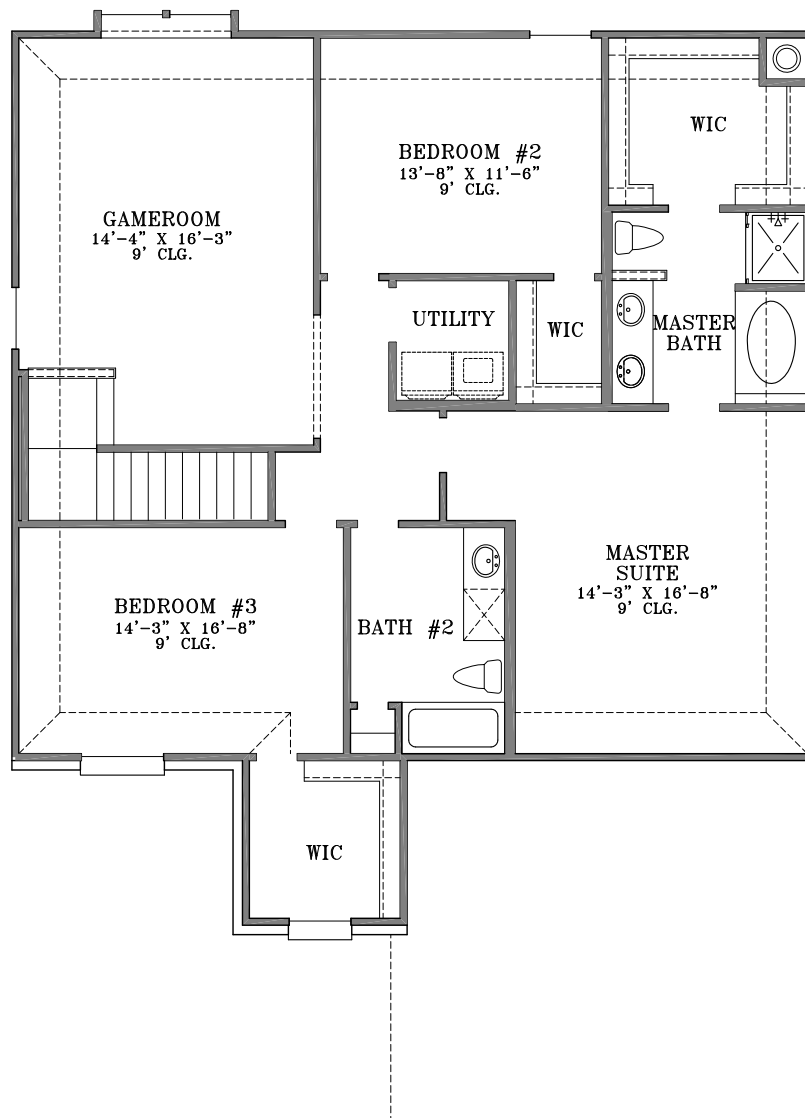 WIC
BEDROOM #2
13'-8" X 11'-6"
9' CLG.
GAMEROOM
14'-4" X 16'-3"
9' CLG.
UTILITY
WIC
MASTER
BATH
MASTER
SUITE
14'-3" X 16'-8"
9' CLG.
BEDROOM #3
14'-3" X 16'-8"
9' CLG.
BATH #2
WIC